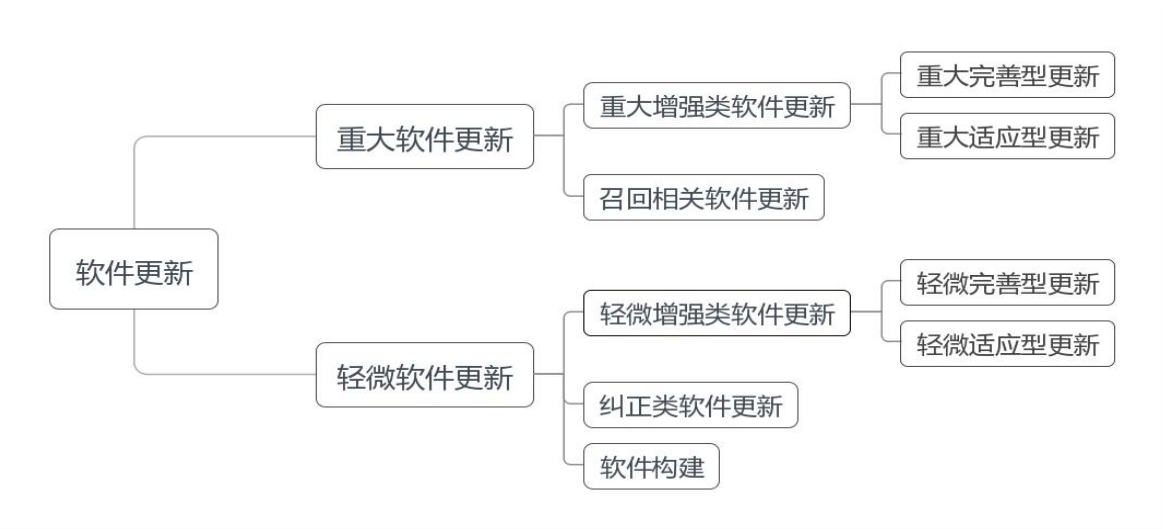 软件更新
重大软件更新
重大增强类软件更新
重大完善型更新
重大适应型更新
召回相关软件更新
轻微软件更新
轻微增强类软件更新
轻微完善型更新
轻微适应型更新
纠正类软件更新
软件构建